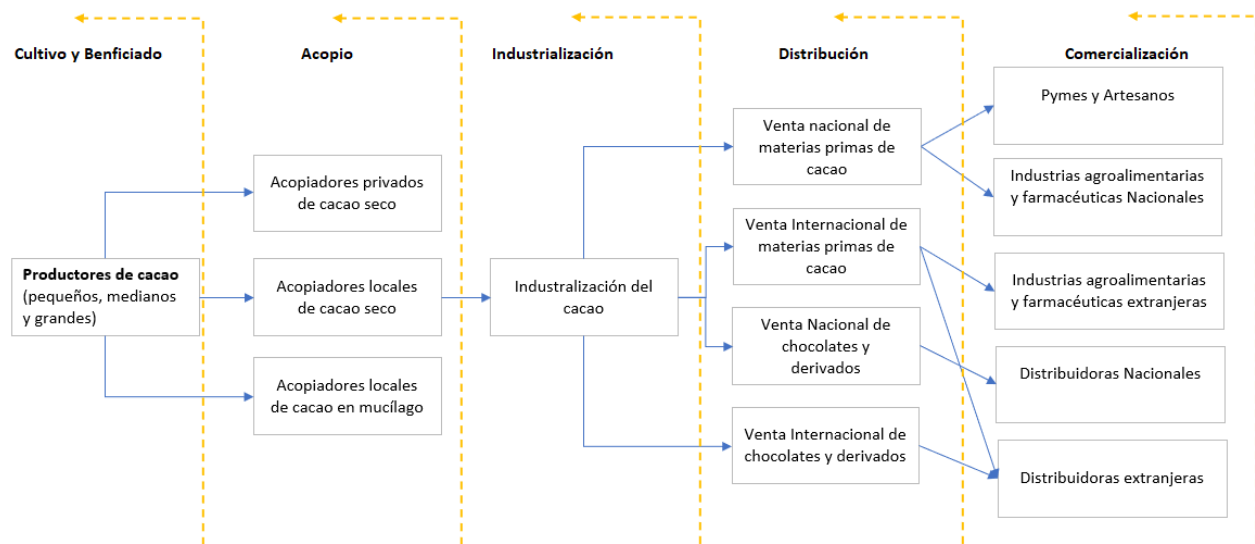 Cultivo y Benficiado
Acopio
Industrialización
Distribución
Comercialización
Productores de cacao
(pequeños, medianos
y grandes)
Acopiadores privados
de cacao seco
Acopiadores locales
de cacao seco
Acopiadores locales
de cacao en mucílago
Industralización del
cacao
Venta nacional de
materias primas de
cacao
Venta Internacional de
materias primas de
cacao
Venta Nacional de
chocolates y
derivados
Venta Internacional de
chocolates y derivados
Pymes y Artesanos
Industrias agroalimentarias
y farmacéuticas Nacionales
Industrias agroalimentarias
y farmacéuticas extranjeras
Distribuidoras Nacionales
Distribuidoras extranjeras